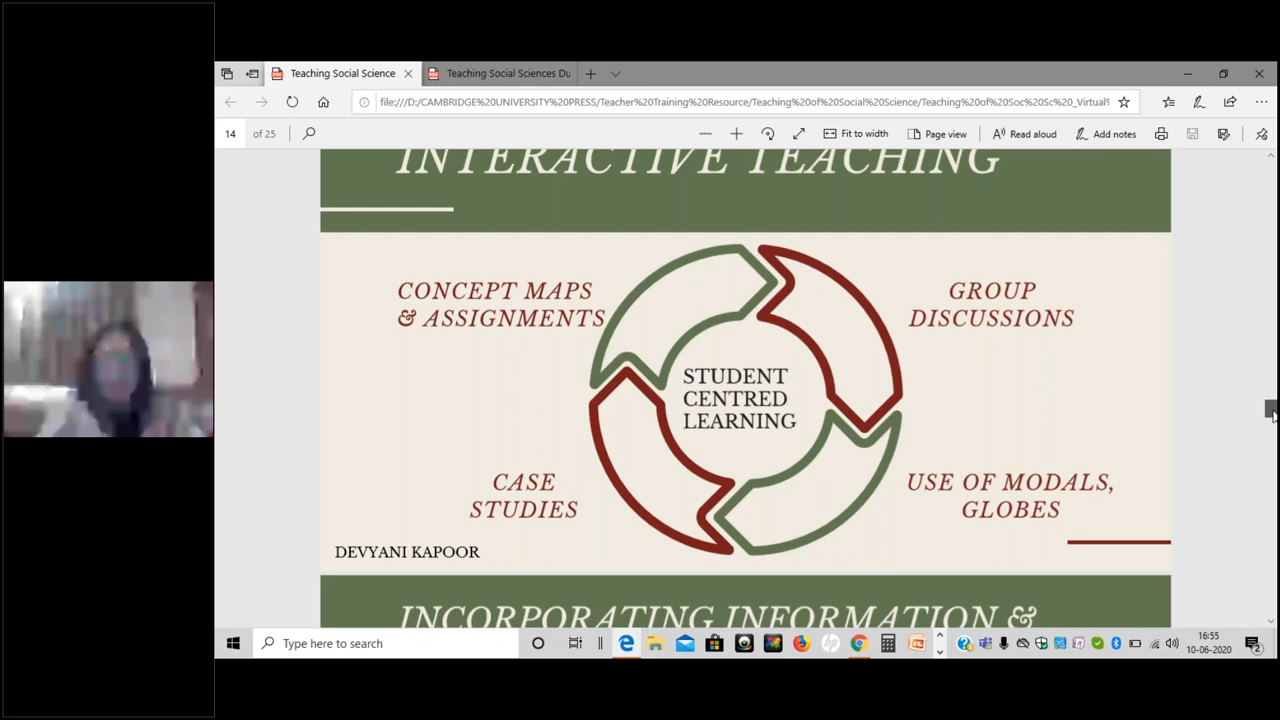 Teaching Social Science
Teaching Social Sciences Du
file:///D:/CAMBRIDGE%20UNIVERSITY%20PRESS/Teacher%20Training%20Resource/Teaching%20of%20Social%20Science/Teaching%20of%20Soc%20Sc%20_Virtual%
14 of 25
Fit to width
Page view
Read aloud
Add notes
INTERACTIVE TEACHING
CONCEPT MAPS
& ASSIGNMENTS
GROUP
DISCUSSIONS
STUDENT
CENTRED
LEARNING
CASE
STUDIES
USE OF MODALS,
GLOBES
DEVYANI KAPOOR
INCORPORATING INFORMATION &
Type here to search
16:55
10-06-2020